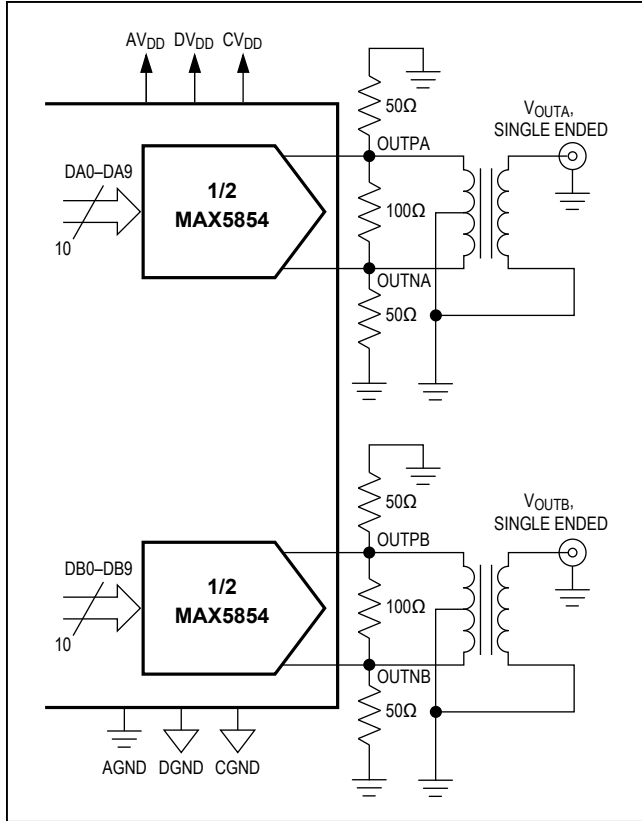 AVDD DVDD CVDD
50Ω
VOUTA,
SINGLE ENDED
OUTPA
DA0–DA9
1/2
MAX5854
100Ω
10
OUTNA
50Ω
50Ω
VOUTB,
SINGLE ENDED
OUTPB
DB0–DB9
1/2
MAX5854
100Ω
10
OUTNB
50Ω
AGND DGND CGND